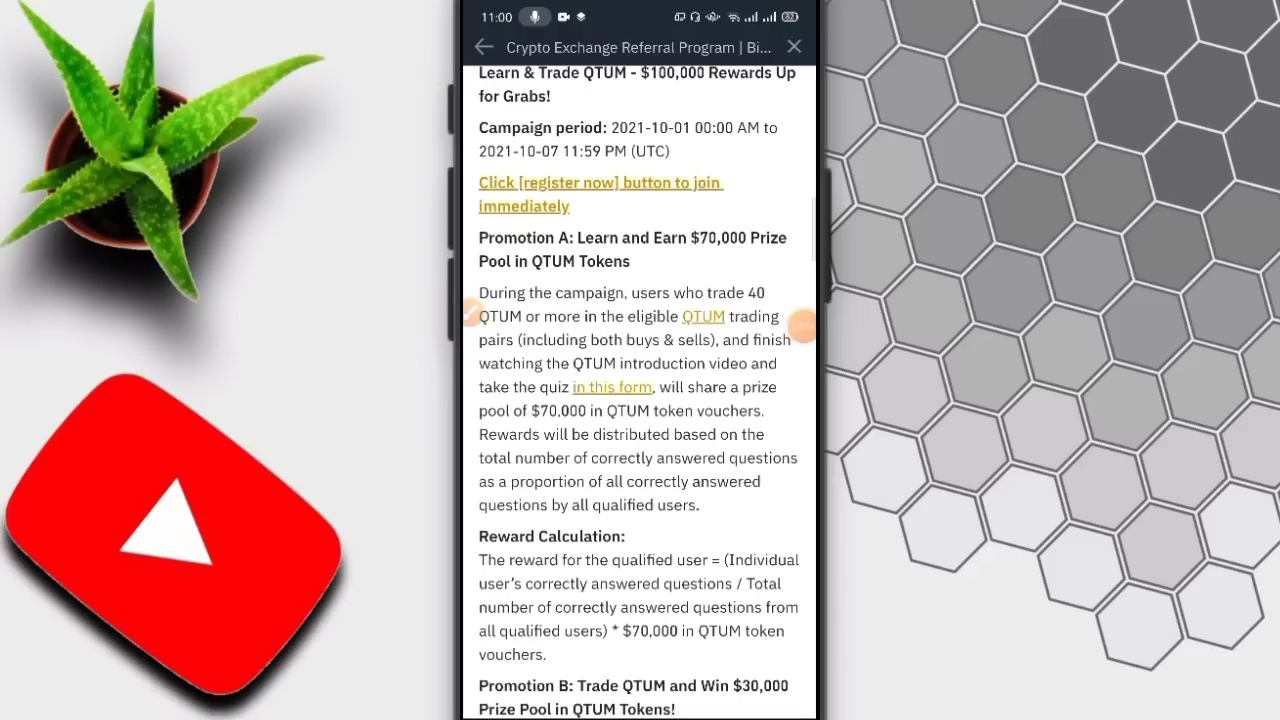 11:00
62
Crypto Exchange Referral Program | Bi...
Learn & Trade QTUM - $100,000 Rewards Up
for Grabs!
Campaign period: 2021-10-01 00:00 AM to
2021-10-07 11:59 PM (UTC)
Click [register now] button to join
immediately
Promotion A: Learn and Earn $70,000 Prize
Pool in QTUM Tokens
During the campaign, users who trade 40
QTUM or more in the eligible QTUM trading
pairs (including both buys & sells), and finish
watching the QTUM introduction video and
take the quiz in this form, will share a prize
pool of $70,000 in QTUM token vouchers.
Rewards will be distributed based on the
total number of correctly answered questions
as a proportion of all correctly answered
questions by all qualified users.
Reward Calculation:
The reward for the qualified user = (Individual
user’s correctly answered questions / Total
number of correctly answered questions from
all qualified users) * $70,000 in QTUM token
vouchers.
Promotion B: Trade QTUM and Win $30,000
Prize Pool in QTUM Tokens!